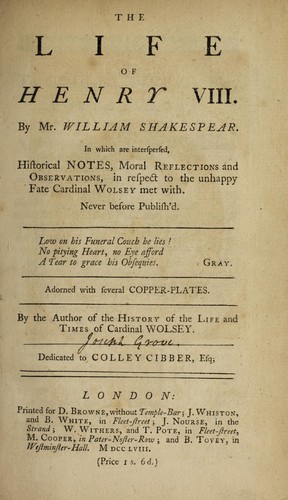 THE
LIFE
OF
HENRY VIII.
By Mr. WILLIAM SHAKESPEAR.
In which are interſperſed,
Hiſtorical NOTES, Moral REFLECTIONS and
OBSERVATIONS, in reſpect to the unhappy
Fate Cardinal WOLSEY met with.
Never before Publiſh'd.
Low on his Funeral Couch he lies!
No pitying Heart, no Eye afford
A Tear to grace his Obſequies. GRAY.
Adorned with ſeveral COPPER-PLATES.
By the Author of the HISTORY of the LIFE and
TIMES of Cardinal WOLSEY.
Joseph Grove.
Dedicated to COLLEY CIBBER, Eſq;
LONDON:
Printed for D. BROWNE, without Temple-Bar; J. WHISTON,
and B. WHITE, in Fleet-ſtreet; J. NOURSE, in the
Strand; W. WITHERS, and T. POTE, in Fleet-ſtreet,
M. COOPER, in Pater-Noſter-Row; and B. TOVEY, in
Weſtminſter-Hall. MDCCLVIII.
(Price 1s. 6d.)